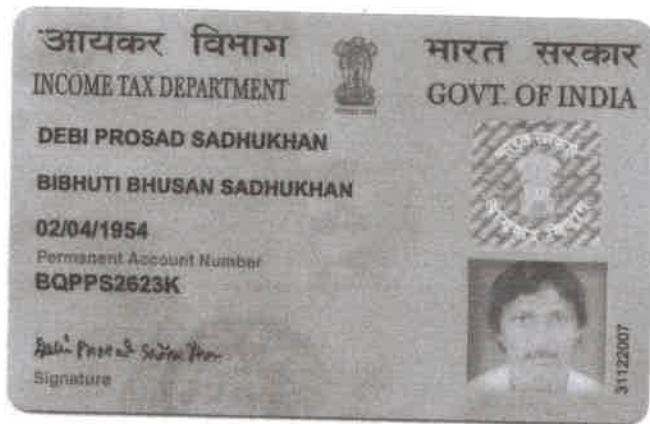 आयकर विभाग
INCOME TAX DEPARTMENT
भारत सरकार
GOVT. OF INDIA
DEBI PROSAD SADHUKHAN
BIBHUTI BHUSAN SADHUKHAN
02/04/1954
Permanent Account Number
BQPPS2623K
Signature
31122007